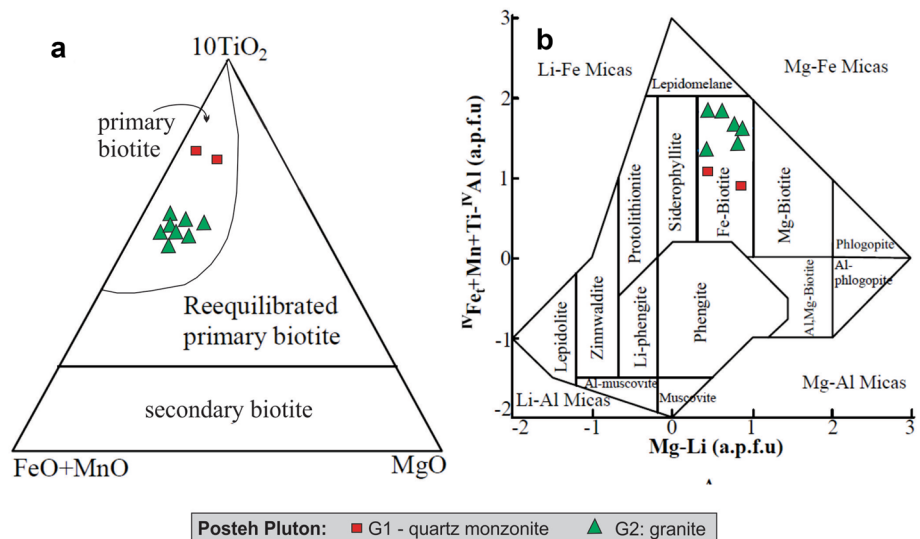 a
10TiO₂
primary
biotite
Reequilibrated
primary biotite
secondary biotite
FeO+MnO
MgO
b
Li-Fe Micas
Mg-Fe Micas
Lepidomelane
Protolithionite
Siderophyllite
Fe-Biotite
Mg-Biotite
Phlogopite
Al-
phlogopite
Al,Mg-Biotite
Lepidolite
Zinnwaldite
Li-phengite
Phengite
Al-muscovite
Muscovite
Li-Al Micas
Mg-Al Micas
ᴵⱽFeₜ+Mn+Ti-ᴵⱽAl (a.p.f.u)
3
2
1
0
-1
-2
-2 -1 0 1 2 3
Mg-Li (a.p.f.u)
Posteh Pluton: G1 - quartz monzonite G2: granite